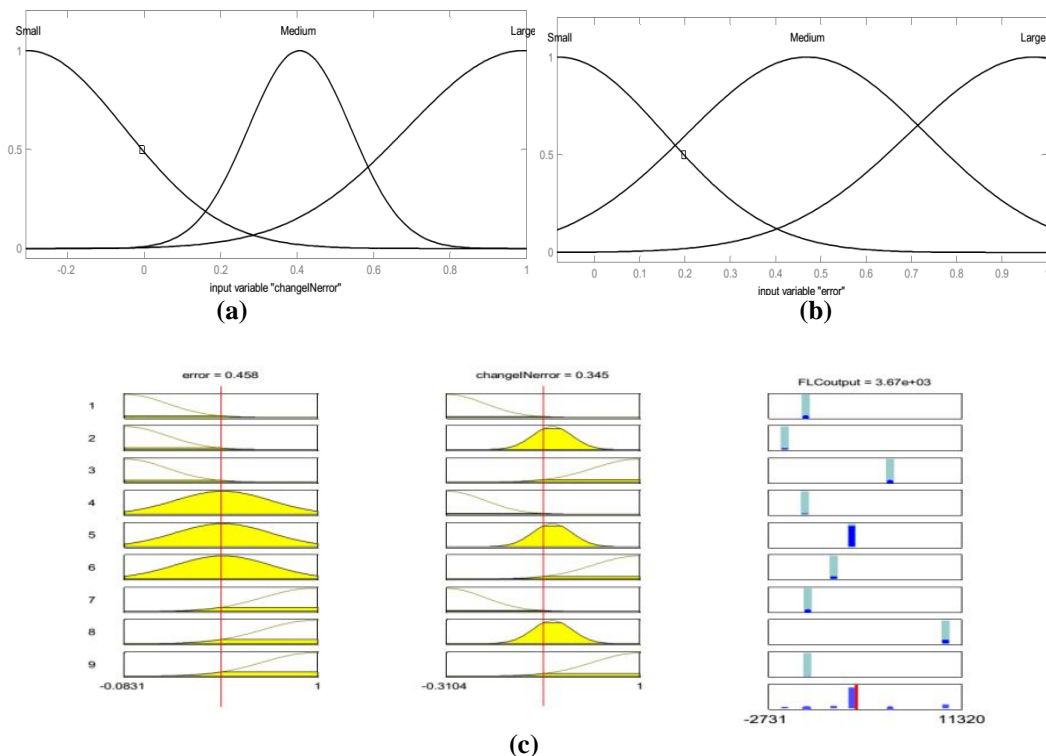 Small Medium Large
1
0.5
0
-0.2 0 0.2 0.4 0.6 0.8 1
input variable "changeINerror"
(a)
Small Medium Large
1
0.5
0
0 0.1 0.2 0.3 0.4 0.5 0.6 0.7 0.8 0.9 1
input variable "error"
(b)
error = 0.458 changeINerror = 0.345 FLCoutput = 3.67e+03
1
2
3
4
5
6
7
8
9
-0.0831 1 -0.3104 1 -2731 11320
(c)